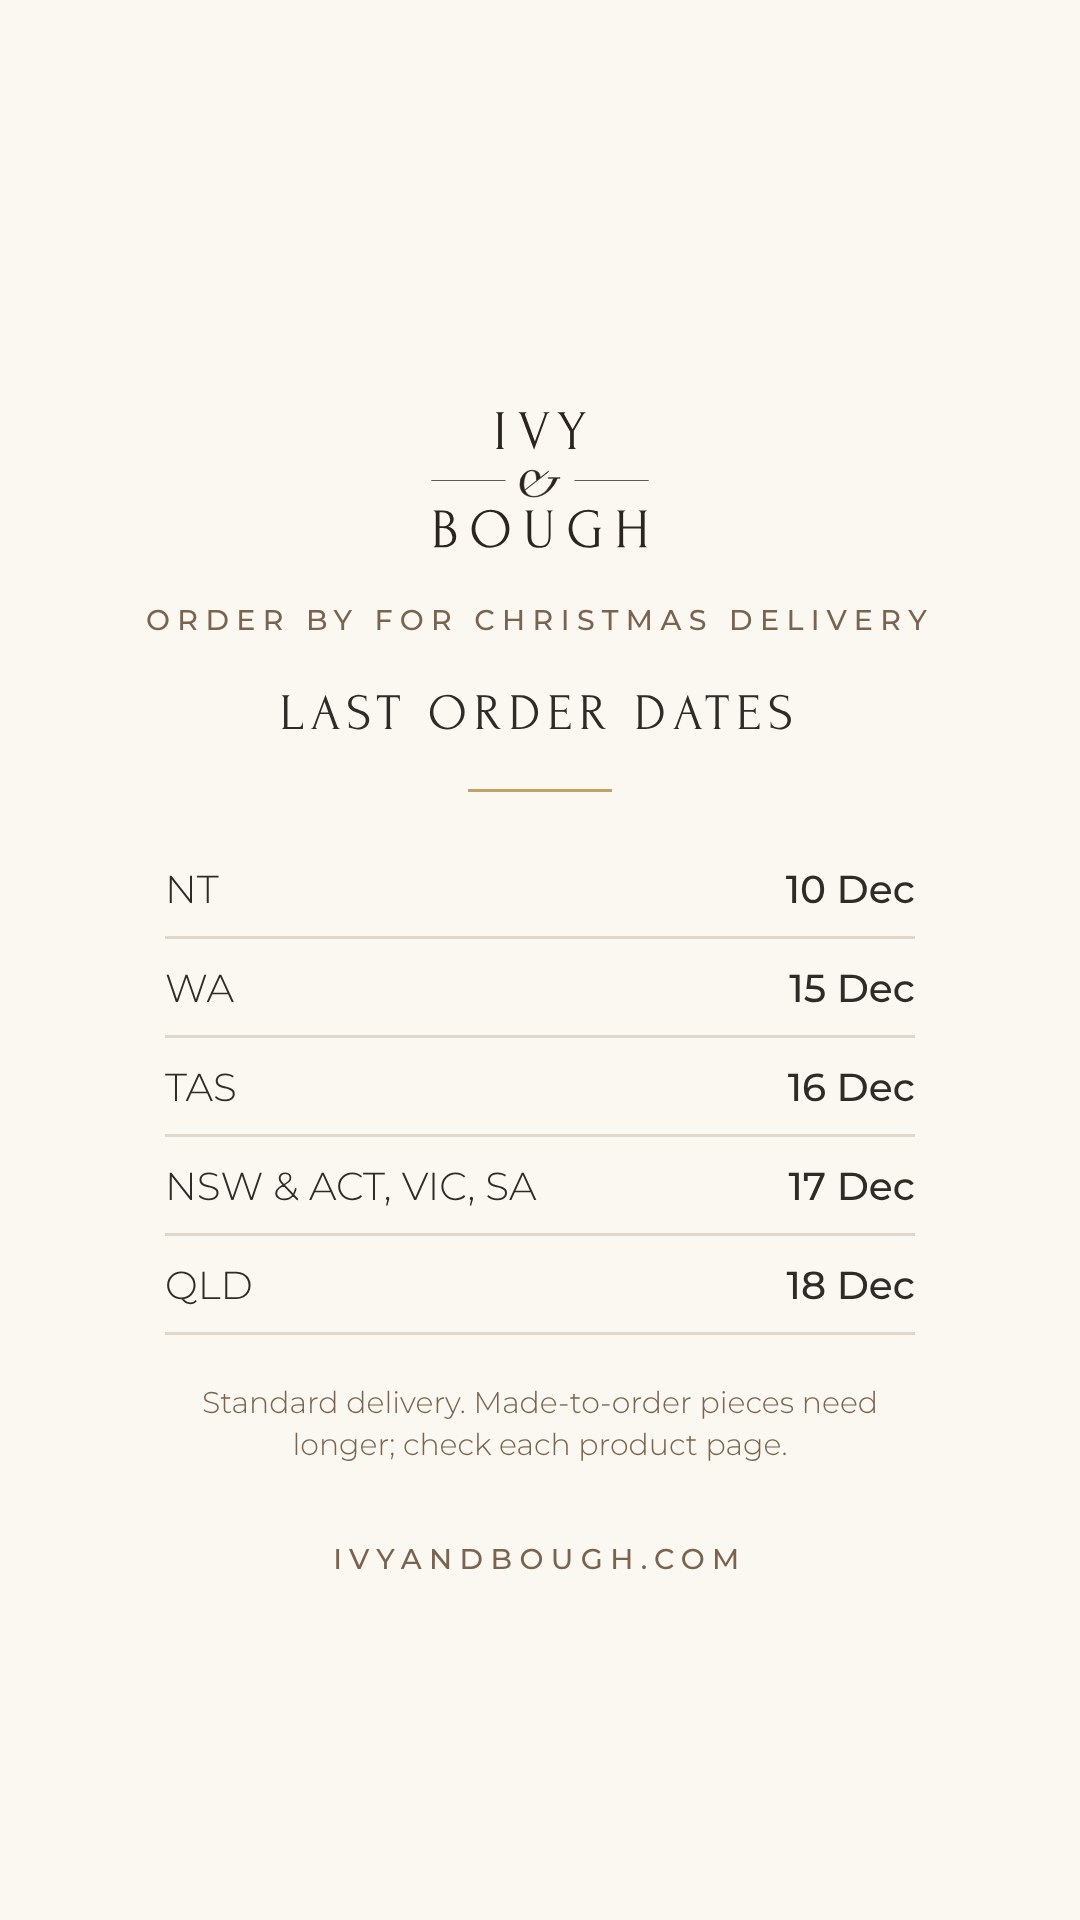 IVY
&
BOUGH
ORDER BY FOR CHRISTMAS DELIVERY
LAST ORDER DATES
NT 10 Dec
WA 15 Dec
TAS 16 Dec
NSW & ACT, VIC, SA 17 Dec
QLD 18 Dec
Standard delivery. Made-to-order pieces need
longer; check each product page.
IVYANDBOUGH.COM